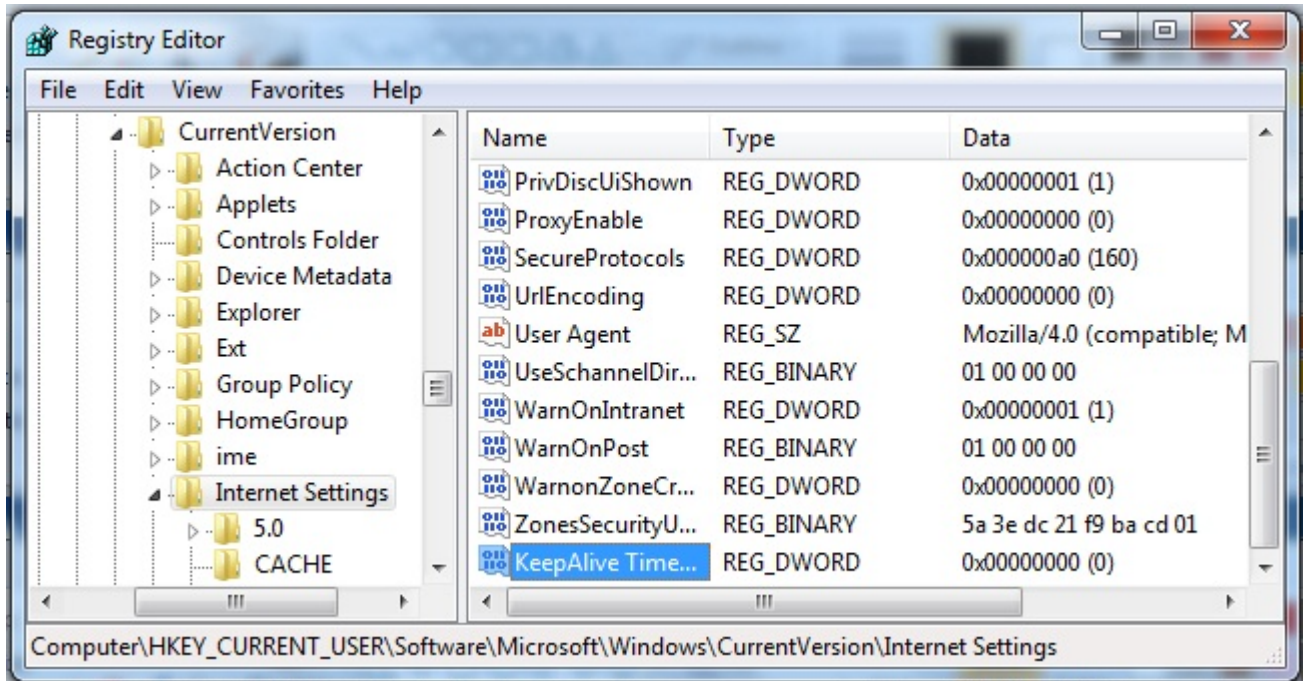 Registry Editor
File Edit View Favorites Help
CurrentVersion
Action Center
Applets
Controls Folder
Device Metadata
Explorer
Ext
Group Policy
HomeGroup
ime
Internet Settings
5.0
CACHE
Name Type Data
PrivDiscUiShown REG_DWORD 0x00000001 (1)
ProxyEnable REG_DWORD 0x00000000 (0)
SecureProtocols REG_DWORD 0x000000a0 (160)
UrlEncoding REG_DWORD 0x00000000 (0)
User Agent REG_SZ Mozilla/4.0 (compatible; M
UseSchannelDir... REG_BINARY 01 00 00 00
WarnOnIntranet REG_DWORD 0x00000001 (1)
WarnOnPost REG_BINARY 01 00 00 00
WarnonZoneCr... REG_DWORD 0x00000000 (0)
ZonesSecurityU... REG_BINARY 5a 3e dc 21 f9 ba cd 01
KeepAlive Time... REG_DWORD 0x00000000 (0)
Computer\HKEY_CURRENT_USER\Software\Microsoft\Windows\CurrentVersion\Internet Settings